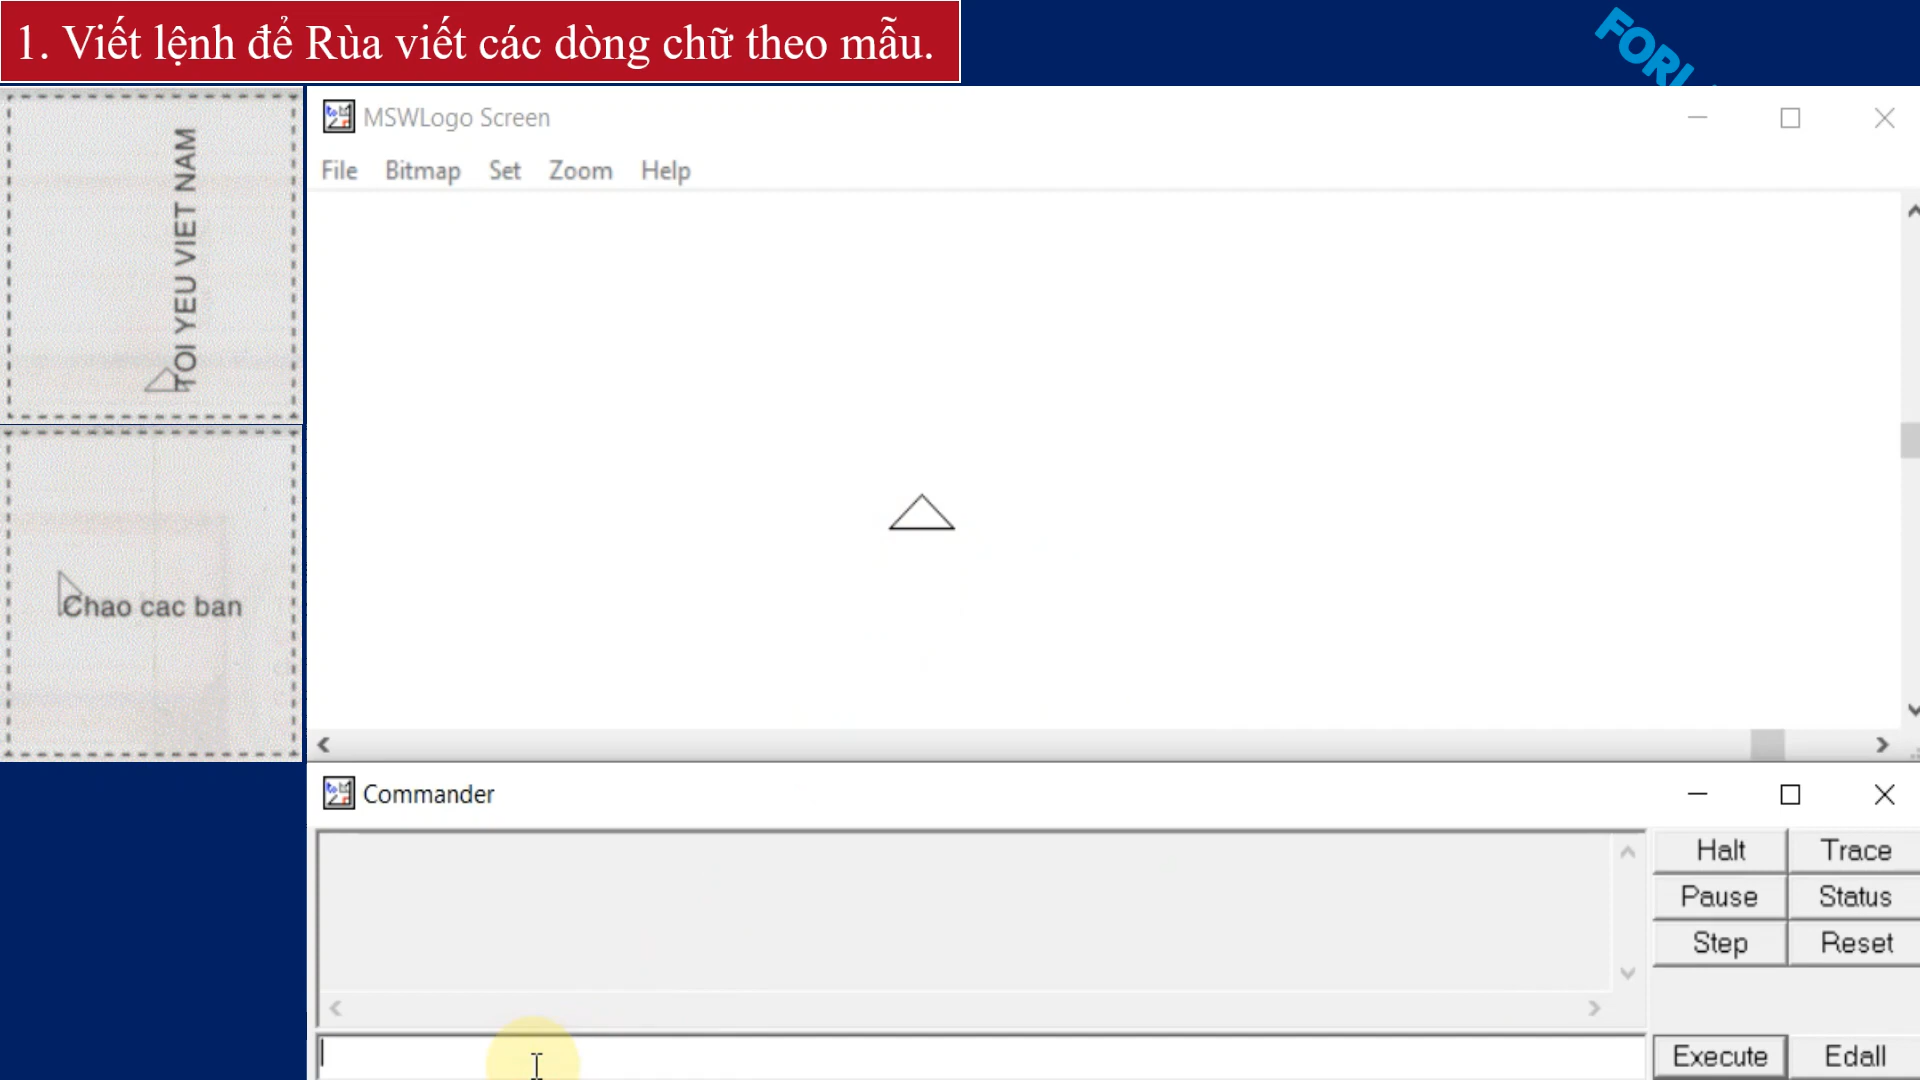 1. Viết lệnh để Rùa viết các dòng chữ theo mẫu.
FORI
TOI YEU VIET NAM
Chao cac ban
MSWLogo Screen
File Bitmap Set Zoom Help
Commander
Halt Trace
Pause Status
Step Reset
Execute Edall